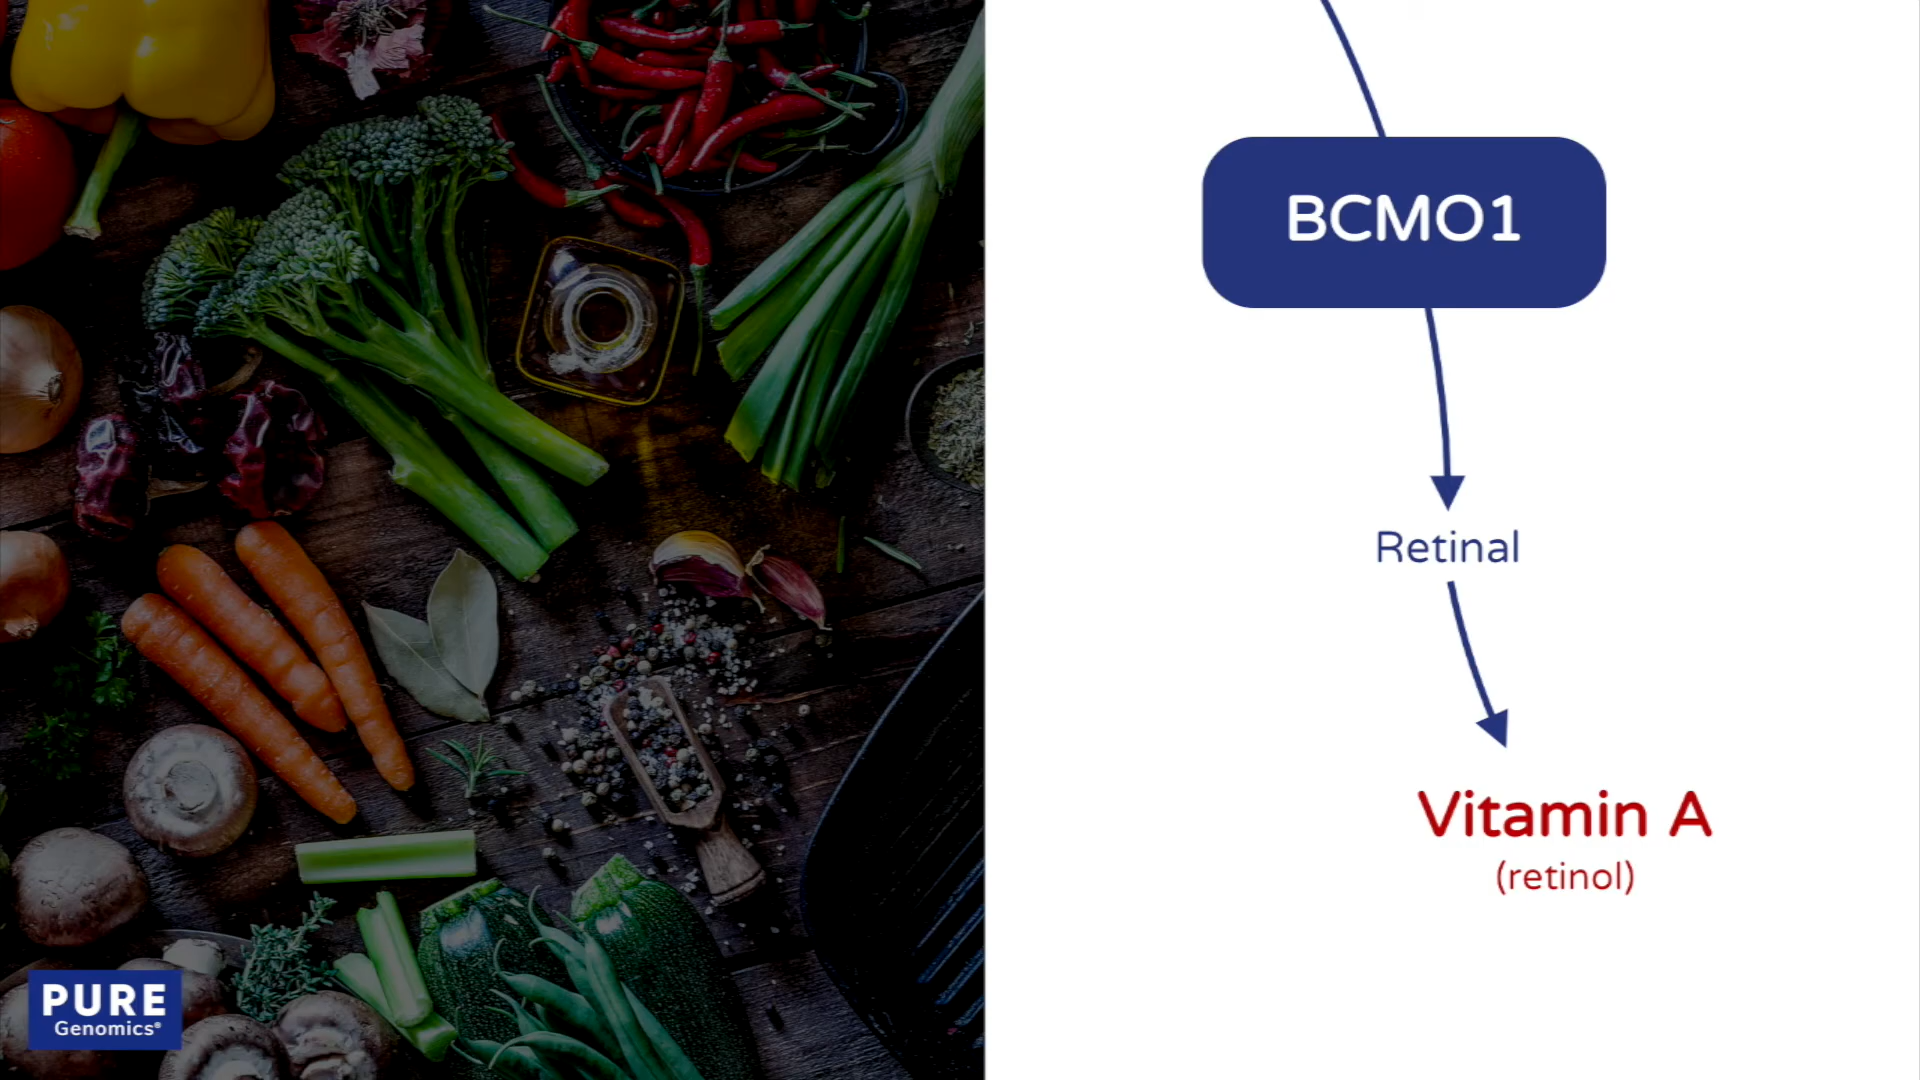 BCMO1
Retinal
Vitamin A
(retinol)
PURE
Genomics®